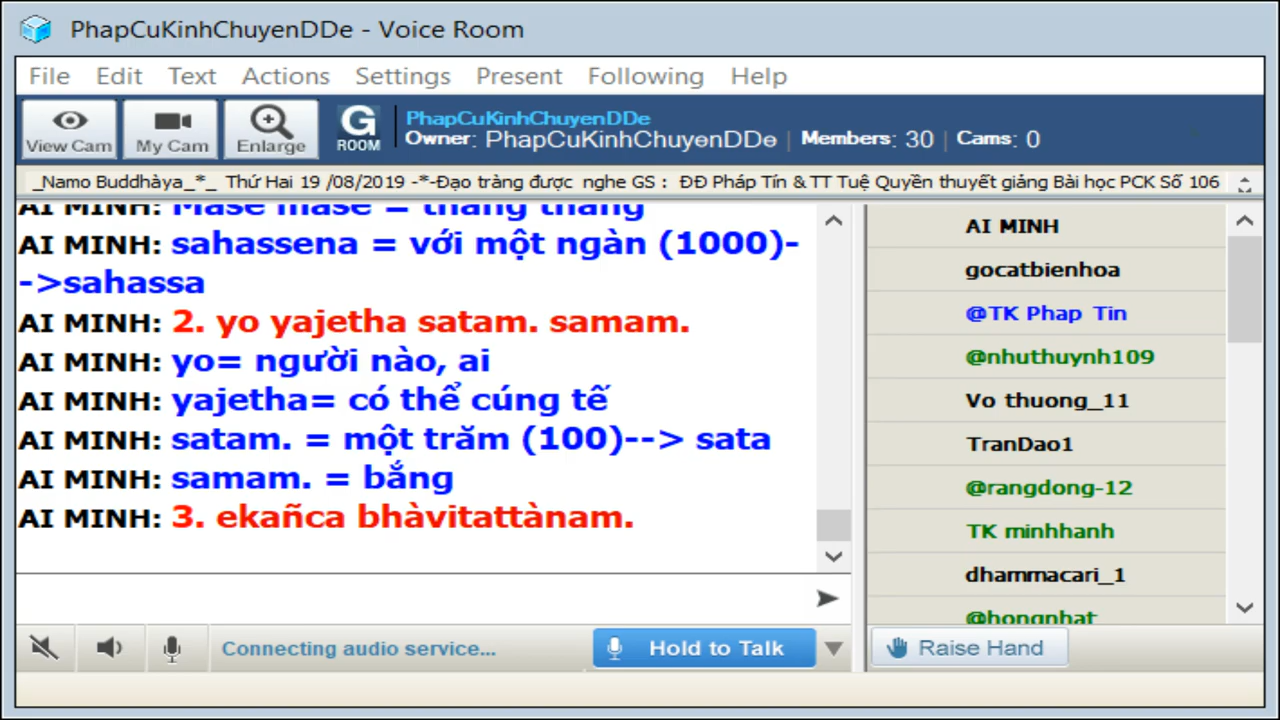 PhapCuKinhChuyenDDe - Voice Room
File Edit Text Actions Settings Present Following Help
View Cam My Cam Enlarge G ROOM
PhapCuKinhChuyenDDe
Owner: PhapCuKinhChuyenDDe | Members: 30 | Cams: 0
_Namo Buddhàya_*_ Thứ Hai 19 /08/2019 -*-Đạo tràng được nghe GS : ĐĐ Pháp Tín & TT Tuệ Quyền thuyết giảng Bài học PCK Số 106
AI MINH: Màse màse = tháng tháng
AI MINH: sahassena = với một ngàn (1000)-
->sahassa
AI MINH: 2. yo yajetha satam. samam.
AI MINH: yo= người nào, ai
AI MINH: yajetha= có thể cúng tế
AI MINH: satam. = một trăm (100)--> sata
AI MINH: samam. = bằng
AI MINH: 3. ekañca bhàvitattànam.
AI MINH
gocatbienhoa
@TK Phap Tin
@nhuthuynh109
Vo thuong_11
TranDao1
@rangdong-12
TK minhhanh
dhammacari_1
@hongnhat
Connecting audio service...
Hold to Talk
Raise Hand